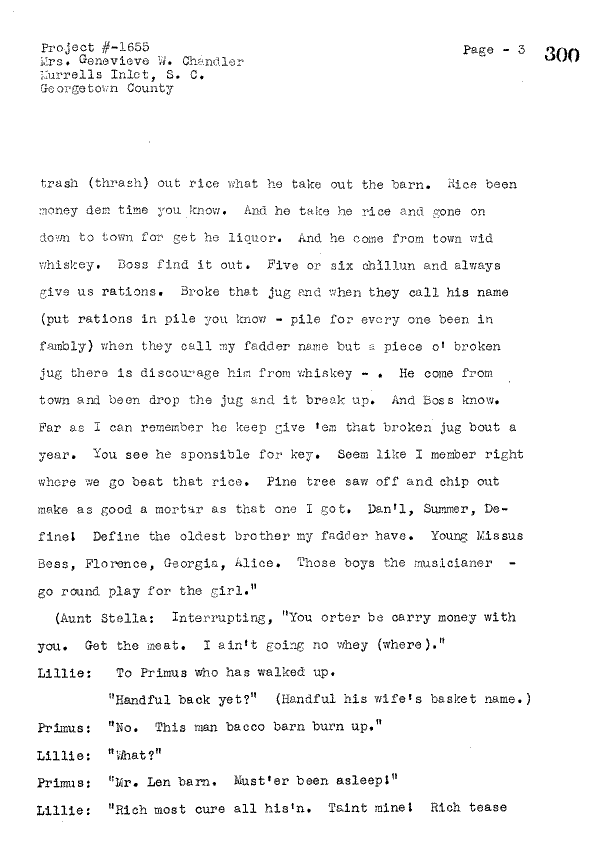 Project #-1655
Mrs. Genevieve W. Chandler
Murrells Inlet, S. C.
Georgetown County
Page - 3 300
trash (thrash) out rice what he take out the barn. Rice been
money dem time you know. And he take he rice and gone on
down to town for get he liquor. And he come from town wid
whiskey. Boss find it out. Five or six chillun and always
give us rations. Broke that jug and when they call his name
(put rations in pile you know - pile for every one been in
fambly) when they call my fadder name but a piece o' broken
jug there is discourage him from whiskey - . He come from
town and been drop the jug and it break up. And Boss know.
Far as I can remember he keep give 'em that broken jug bout a
year. You see he sponsible for key. Seem like I member right
where we go beat that rice. Pine tree saw off and chip out
make as good a mortar as that one I got. Dan'l, Summer, De-
fine! Define the oldest brother my fadder have. Young Missus
Bess, Florence, Georgia, Alice. Those boys the musicianer -
go round play for the girl."
(Aunt Stella: Interrupting, "You orter be carry money with
you. Get the meat. I ain't going no whey (where)."
Lillie: To Primus who has walked up.
"Handful back yet?" (Handful his wife's basket name.)
Primus: "No. This man bacco barn burn up."
Lillie: "What?"
Primus: "Mr. Len barn. Must'er been asleep!"
Lillie: "Rich most cure all his'n. Taint mine! Rich tease